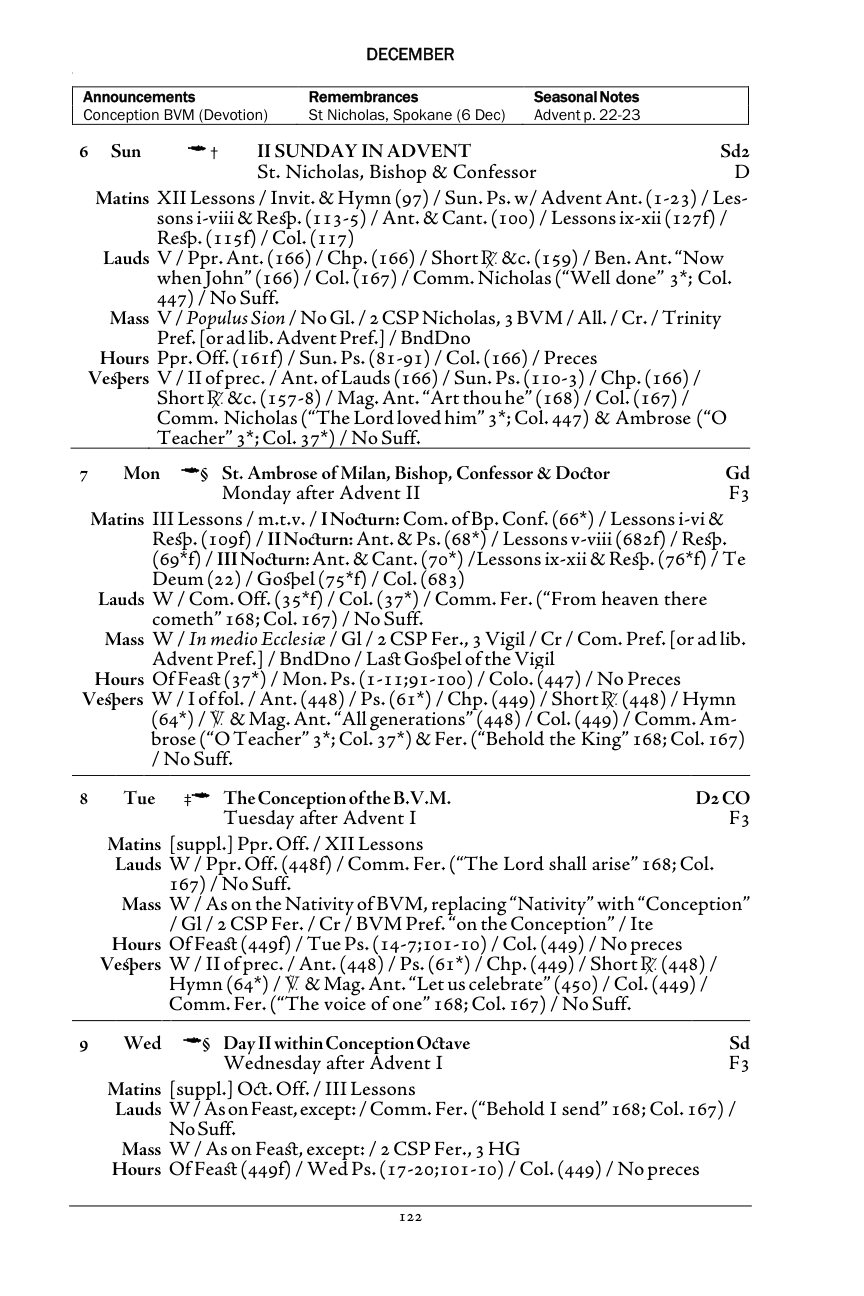 DECEMBER
Announcements Remembrances Seasonal Notes
Conception BVM (Devotion) St Nicholas, Spokane (6 Dec) Advent p. 22-23
6 Sun † II SUNDAY IN ADVENT Sd2
St. Nicholas, Bishop & Confessor D
Matins XII Lessons / Invit. & Hymn (97) / Sun. Ps. w/ Advent Ant. (1-23) / Les-
sons i-viii & Resp. (113-5) / Ant. & Cant. (100) / Lessons ix-xii (127f) /
Resp. (115f) / Col. (117)
Lauds V / Ppr. Ant. (166) / Chp. (166) / Short ℟. &c. (159) / Ben. Ant. “Now
when John” (166) / Col. (167) / Comm. Nicholas (“Well done” 3*; Col.
447) / No Suff.
Mass V / Populus Sion / No Gl. / 2 CSP Nicholas, 3 BVM / All. / Cr. / Trinity
Pref. [or ad lib. Advent Pref.] / BndDno
Hours Ppr. Off. (161f) / Sun. Ps. (81-91) / Col. (166) / Preces
Vespers V / II of prec. / Ant. of Lauds (166) / Sun. Ps. (110-3) / Chp. (166) /
Short ℟. &c. (157-8) / Mag. Ant. “Art thou he” (168) / Col. (167) /
Comm. Nicholas (“The Lord loved him” 3*; Col. 447) & Ambrose (“O
Teacher” 3*; Col. 37*) / No Suff.
7 Mon § St. Ambrose of Milan, Bishop, Confessor & Doctor Gd
Monday after Advent II F3
Matins III Lessons / m.t.v. / I Nocturn: Com. of Bp. Conf. (66*) / Lessons i-vi &
Resp. (109f) / II Nocturn: Ant. & Ps. (68*) / Lessons v-viii (682f) / Resp.
(69*f) / III Nocturn: Ant. & Cant. (70*) /Lessons ix-xii & Resp. (76*f) / Te
Deum (22) / Gospel (75*f) / Col. (683)
Lauds W / Com. Off. (35*f) / Col. (37*) / Comm. Fer. (“From heaven there
cometh” 168; Col. 167) / No Suff.
Mass W / In medio Ecclesiæ / Gl / 2 CSP Fer., 3 Vigil / Cr / Com. Pref. [or ad lib.
Advent Pref.] / BndDno / Last Gospel of the Vigil
Hours Of Feast (37*) / Mon. Ps. (1-11;91-100) / Colo. (447) / No Preces
Vespers W / I of fol. / Ant. (448) / Ps. (61*) / Chp. (449) / Short ℟. (448) / Hymn
(64*) / ℣. & Mag. Ant. “All generations” (448) / Col. (449) / Comm. Am-
brose (“O Teacher” 3*; Col. 37*) & Fer. (“Behold the King” 168; Col. 167)
/ No Suff.
8 Tue ‡ The Conception of the B.V.M. D2 CO
Tuesday after Advent I F3
Matins [suppl.] Ppr. Off. / XII Lessons
Lauds W / Ppr. Off. (448f) / Comm. Fer. (“The Lord shall arise” 168; Col.
167) / No Suff.
Mass W / As on the Nativity of BVM, replacing “Nativity” with “Conception”
/ Gl / 2 CSP Fer. / Cr / BVM Pref. “on the Conception” / Ite
Hours Of Feast (449f) / Tue Ps. (14-7;101-10) / Col. (449) / No preces
Vespers W / II of prec. / Ant. (448) / Ps. (61*) / Chp. (449) / Short ℟. (448) /
Hymn (64*) / ℣. & Mag. Ant. “Let us celebrate” (450) / Col. (449) /
Comm. Fer. (“The voice of one” 168; Col. 167) / No Suff.
9 Wed § Day II within Conception Octave Sd
Wednesday after Advent I F3
Matins [suppl.] Oct. Off. / III Lessons
Lauds W / As on Feast, except: / Comm. Fer. (“Behold I send” 168; Col. 167) /
No Suff.
Mass W / As on Feast, except: / 2 CSP Fer., 3 HG
Hours Of Feast (449f) / Wed Ps. (17-20;101-10) / Col. (449) / No preces
122